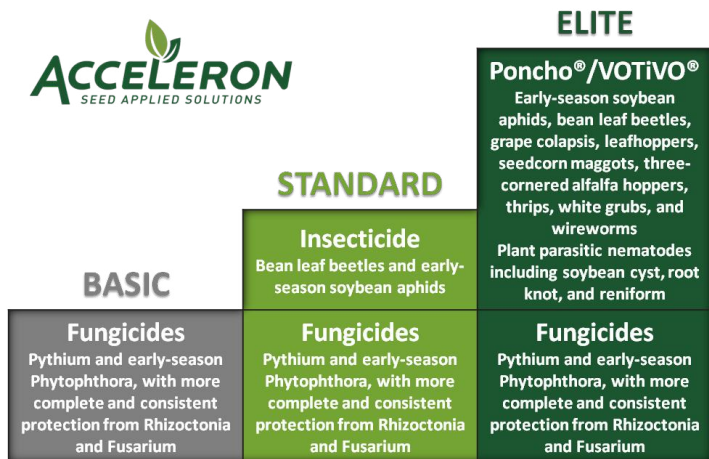 ACCELERON
SEED APPLIED SOLUTIONS
ELITE
Poncho®/VOTiVO®
Early-season soybean
aphids, bean leaf beetles,
grape colapsis, leafhoppers,
seedcorn maggots, three-
cornered alfalfa hoppers,
thrips, white grubs, and
wireworms
Plant parasitic nematodes
including soybean cyst, root
knot, and reniform
STANDARD
Insecticide
Bean leaf beetles and early-
season soybean aphids
BASIC
Fungicides
Pythium and early-season
Phytophthora, with more
complete and consistent
protection from Rhizoctonia
and Fusarium
Fungicides
Pythium and early-season
Phytophthora, with more
complete and consistent
protection from Rhizoctonia
and Fusarium
Fungicides
Pythium and early-season
Phytophthora, with more
complete and consistent
protection from Rhizoctonia
and Fusarium